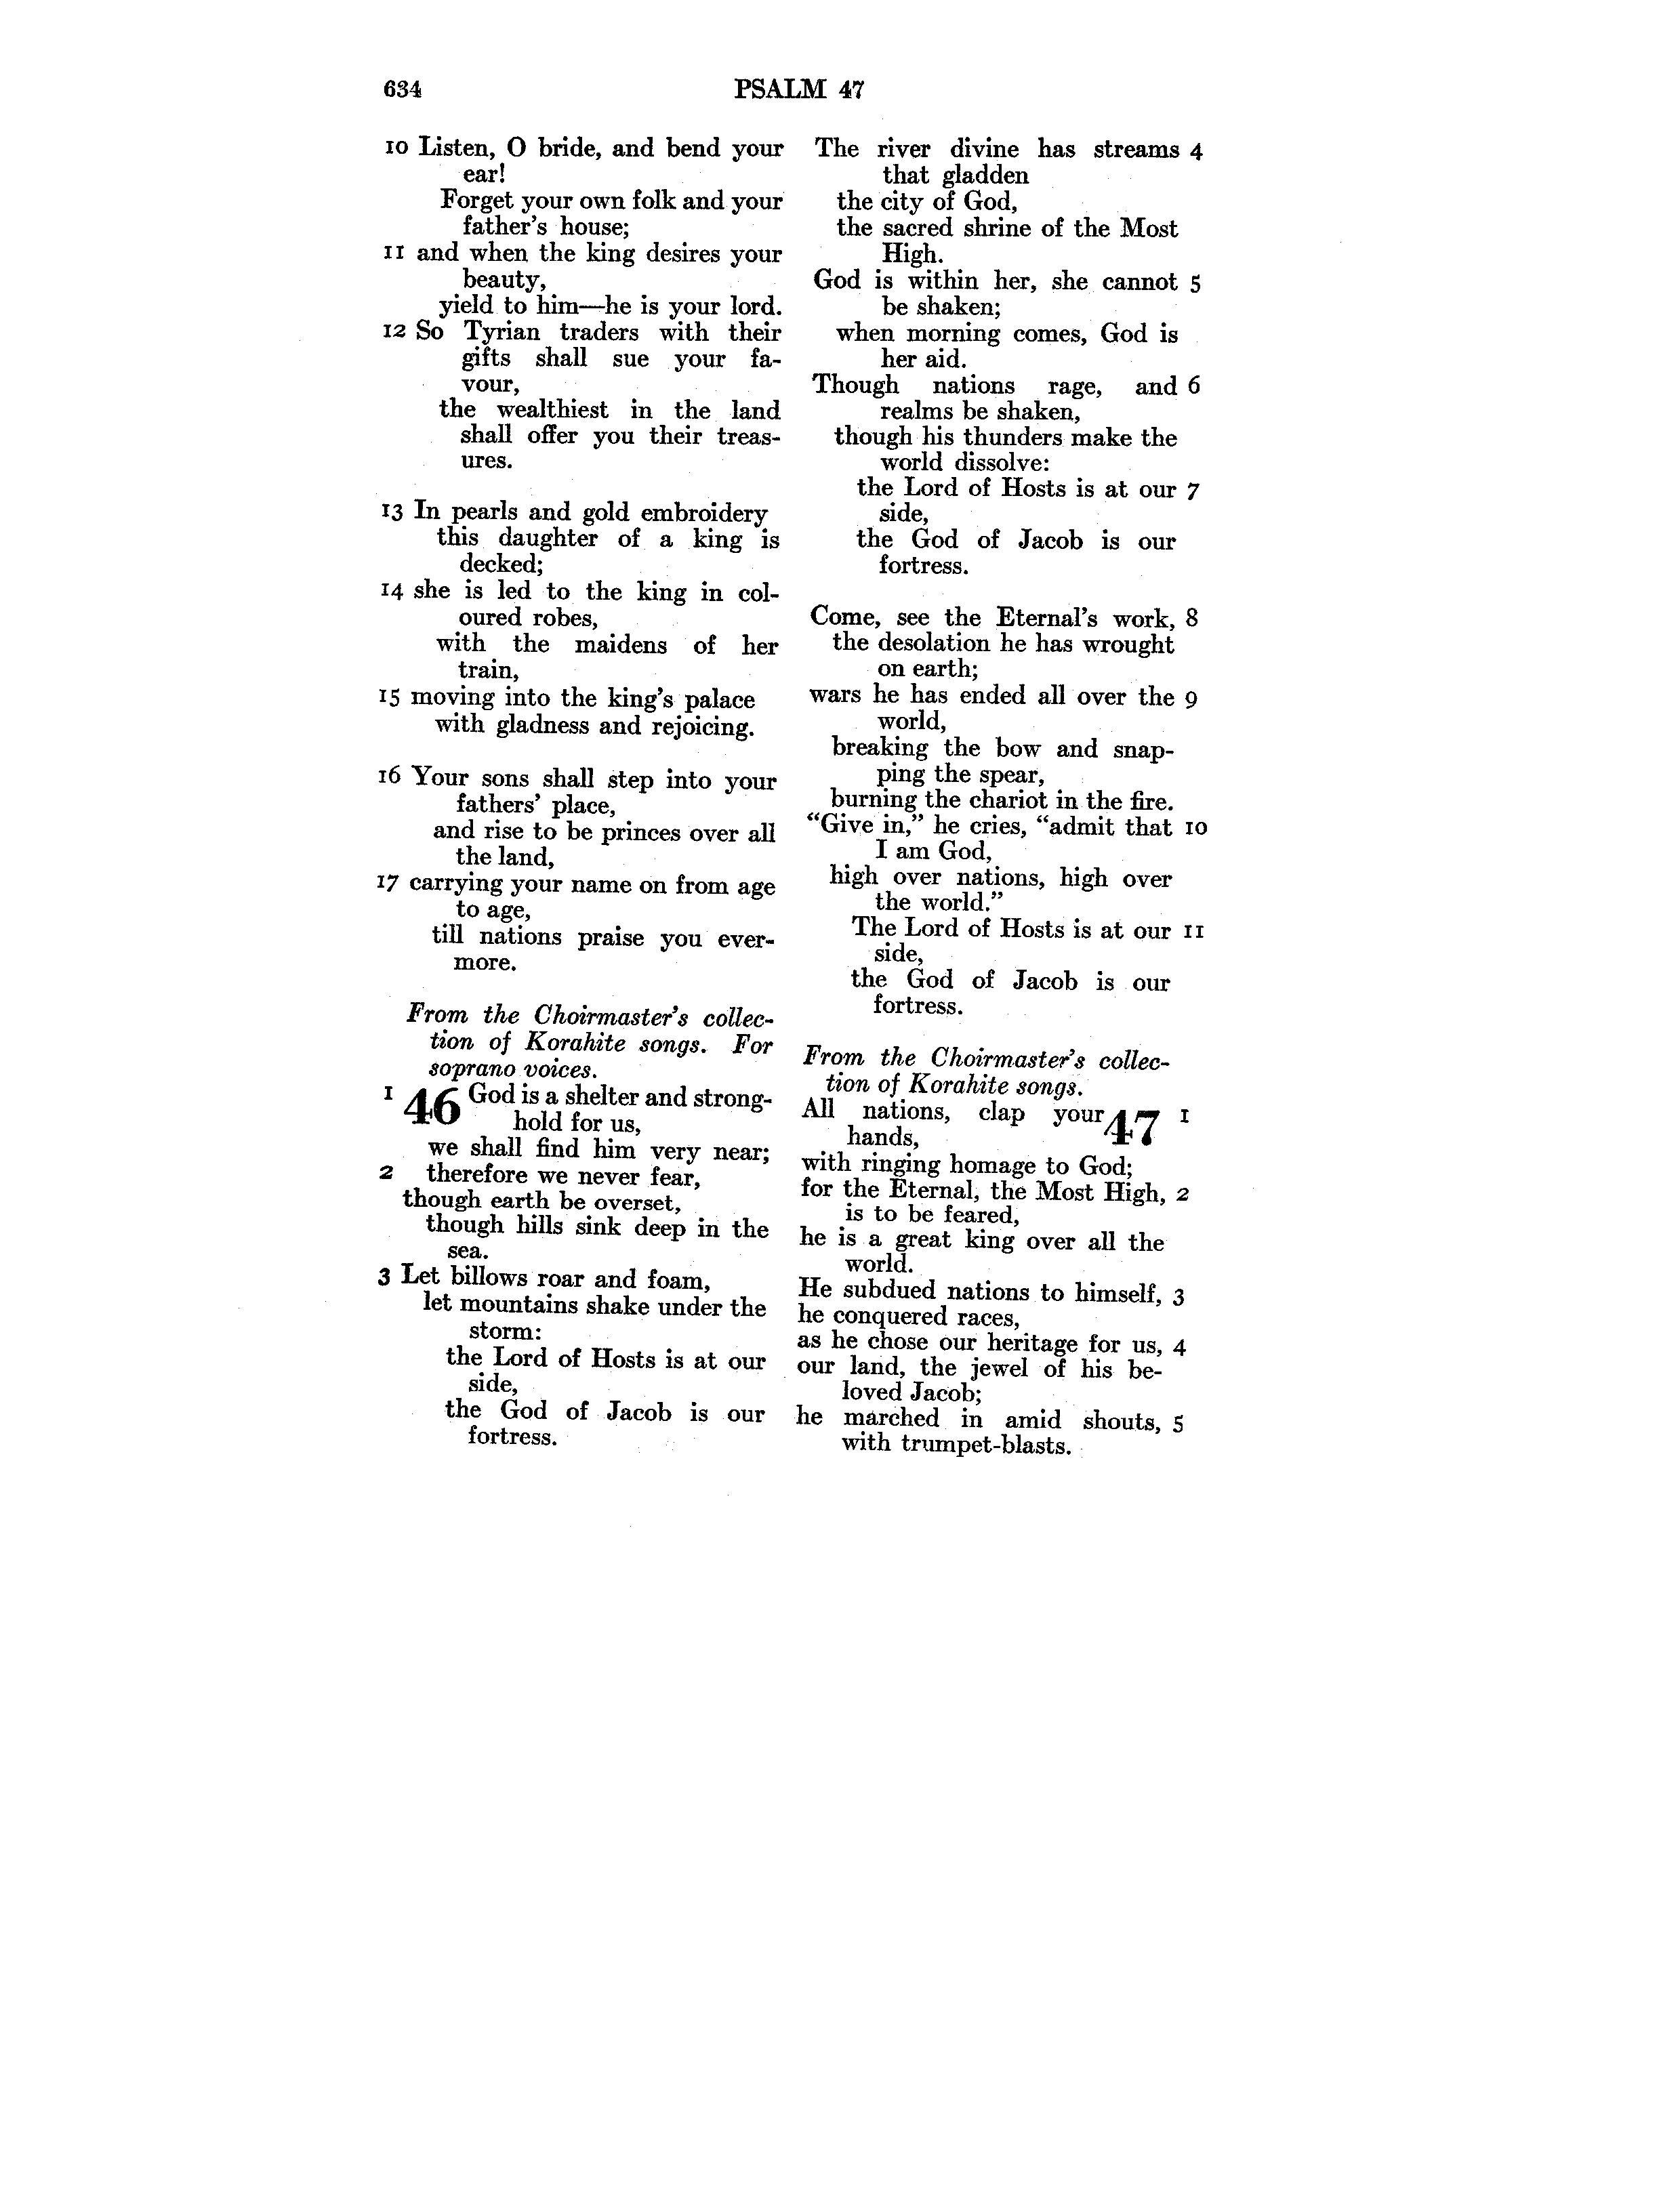 634 PSALM 47
10 Listen, O bride, and bend your
ear!
Forget your own folk and your
father's house;
11 and when the king desires your
beauty,
yield to him—he is your lord.
12 So Tyrian traders with their
gifts shall sue your fa-
vour,
the wealthiest in the land
shall offer you their treas-
ures.
13 In pearls and gold embroidery
this daughter of a king is
decked;
14 she is led to the king in col-
oured robes,
with the maidens of her
train,
15 moving into the king's palace
with gladness and rejoicing.
16 Your sons shall step into your
fathers' place,
and rise to be princes over all
the land,
17 carrying your name on from age
to age,
till nations praise you ever-
more.
From the Choirmaster's collec-
tion of Korahite songs. For
soprano voices.
1 46 God is a shelter and strong-
hold for us,
we shall find him very near;
2 therefore we never fear,
though earth be overset,
though hills sink deep in the
sea.
3 Let billows roar and foam,
let mountains shake under the
storm:
the Lord of Hosts is at our
side,
the God of Jacob is our
fortress.
The river divine has streams 4
that gladden
the city of God,
the sacred shrine of the Most
High.
God is within her, she cannot 5
be shaken;
when morning comes, God is
her aid.
Though nations rage, and 6
realms be shaken,
though his thunders make the
world dissolve:
the Lord of Hosts is at our 7
side,
the God of Jacob is our
fortress.
Come, see the Eternal's work, 8
the desolation he has wrought
on earth;
wars he has ended all over the 9
world,
breaking the bow and snap-
ping the spear,
burning the chariot in the fire.
“Give in,” he cries, “admit that 10
I am God,
high over nations, high over
the world.”
The Lord of Hosts is at our 11
side,
the God of Jacob is our
fortress.
From the Choirmaster's collec-
tion of Korahite songs.
All nations, clap your 47 1
hands,
with ringing homage to God;
for the Eternal, the Most High, 2
is to be feared,
he is a great king over all the
world.
He subdued nations to himself, 3
he conquered races,
as he chose our heritage for us, 4
our land, the jewel of his be-
loved Jacob;
he marched in amid shouts, 5
with trumpet-blasts.